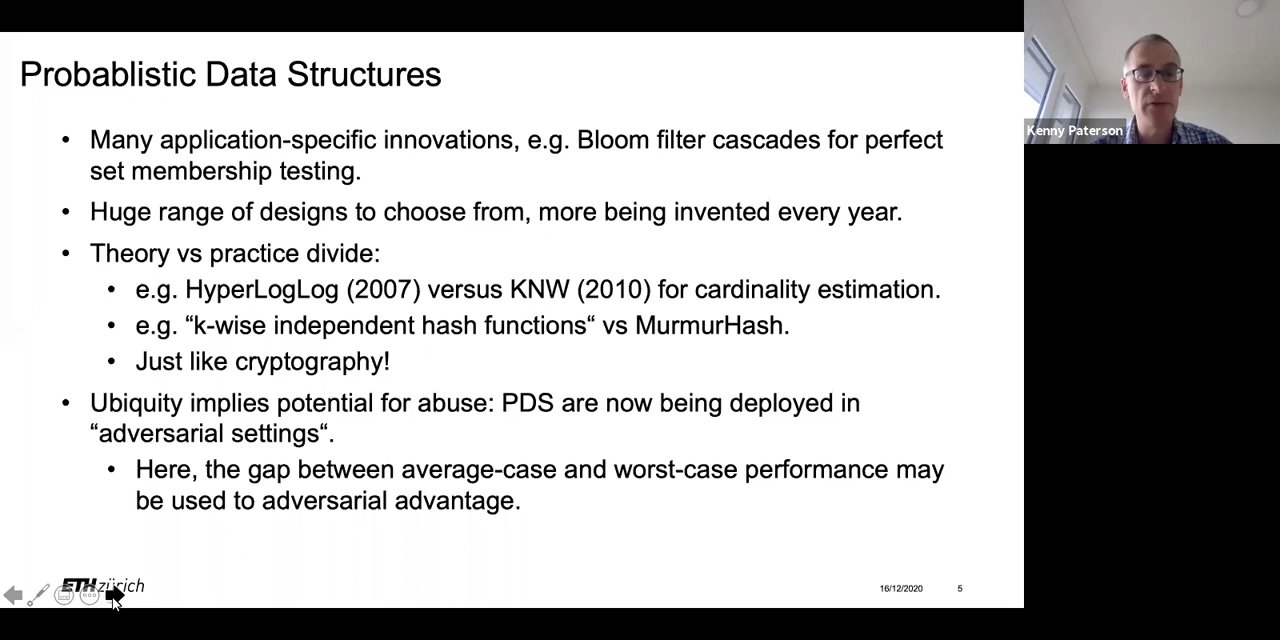 Probablistic Data Structures
• Many application-specific innovations, e.g. Bloom filter cascades for perfect
set membership testing.
• Huge range of designs to choose from, more being invented every year.
• Theory vs practice divide:
• e.g. HyperLogLog (2007) versus KNW (2010) for cardinality estimation.
• e.g. “k-wise independent hash functions“ vs MurmurHash.
• Just like cryptography!
• Ubiquity implies potential for abuse: PDS are now being deployed in
“adversarial settings“.
• Here, the gap between average-case and worst-case performance may
be used to adversarial advantage.
ETH zürich
16/12/2020
5
Kenny Paterson